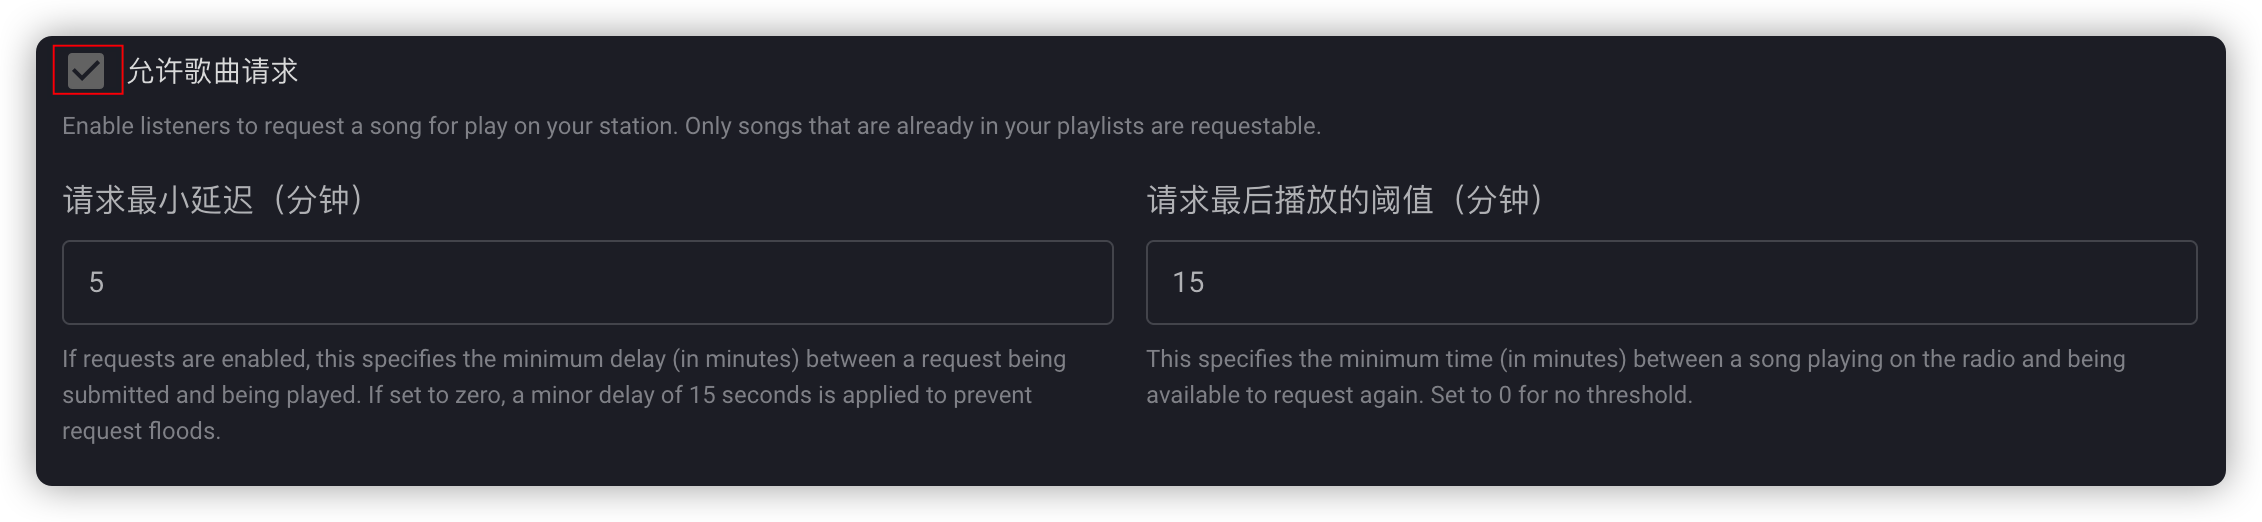 允许歌曲请求
Enable listeners to request a song for play on your station. Only songs that are already in your playlists are requestable.
请求最小延迟（分钟）
5
If requests are enabled, this specifies the minimum delay (in minutes) between a request being
submitted and being played. If set to zero, a minor delay of 15 seconds is applied to prevent
request floods.
请求最后播放的阈值（分钟）
15
This specifies the minimum time (in minutes) between a song playing on the radio and being
available to request again. Set to 0 for no threshold.